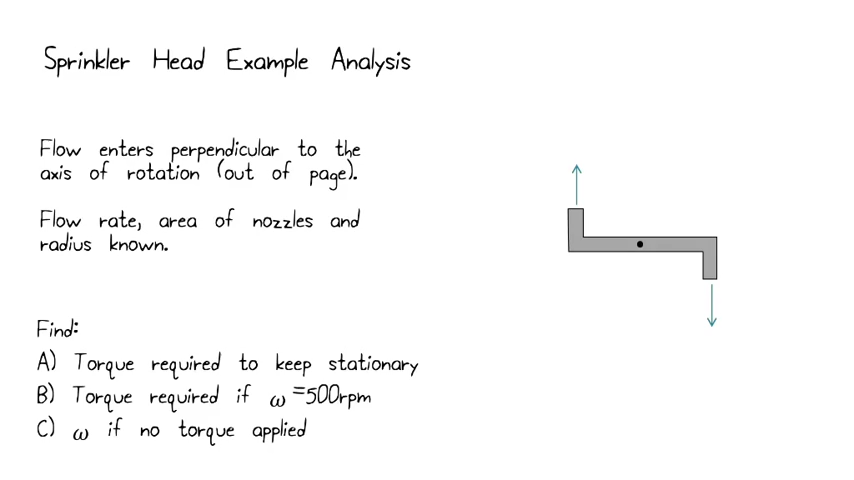 Sprinkler Head Example Analysis
Flow enters perpendicular to the
axis of rotation (out of page).
Flow rate, area of nozzles and
radius known.
Find:
A) Torque required to keep stationary
B) Torque required if ω=500rpm
C) ω if no torque applied